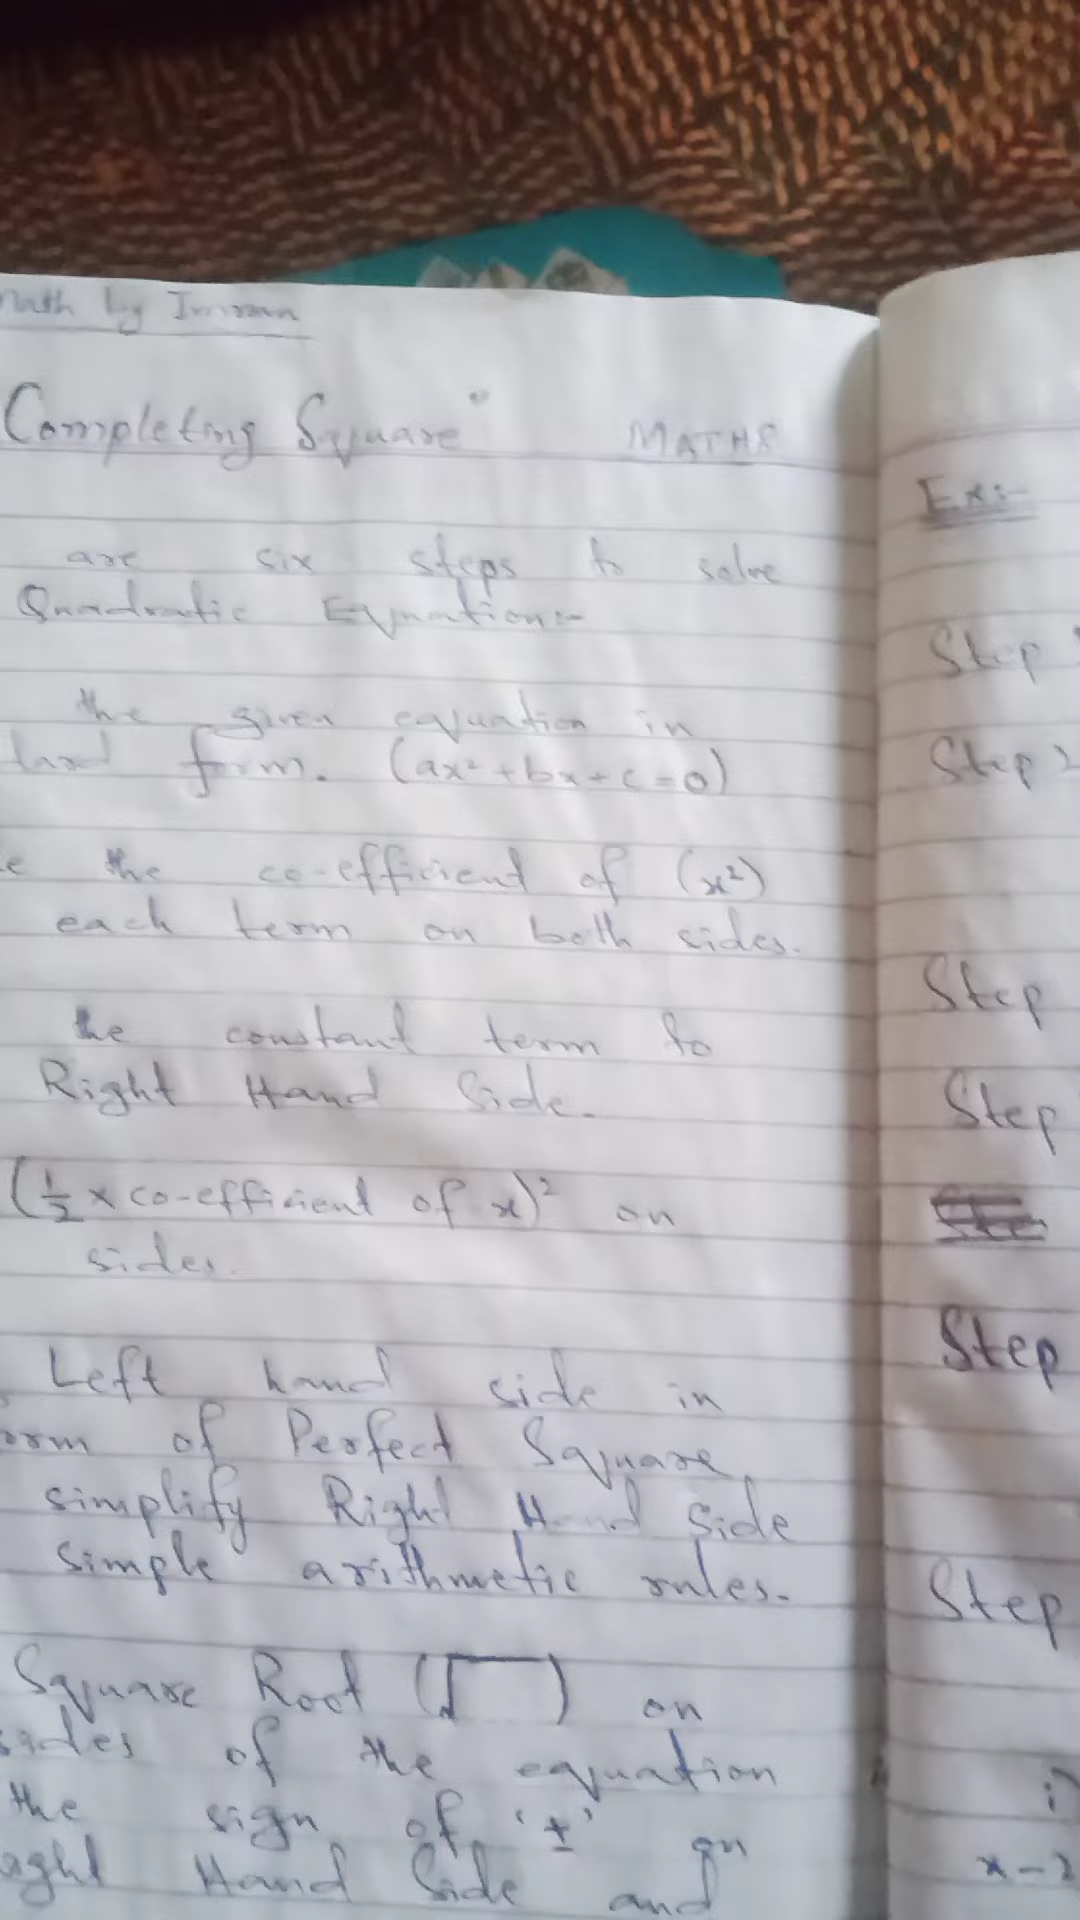 Math by Imran
Completing Square"
MATHS
are six steps to solve
Quadratic Equation:-
the given equation in
form. (ax²+bx+c=0)
the co-efficient of (x²)
each term on both sides.
the constant term to
Right Hand Side.
(1/2 x co-efficient of x)² on
sides.
Left hand side in
of Perfect Square
simplify Right Hand Side
simple arithmetic rules.
Square Root (√ ) on
sides of the equation
the sign of '±' on
Hand Side and
Ex:-
Step
Step 2
Step
Step
Step
Step
i)
x-2